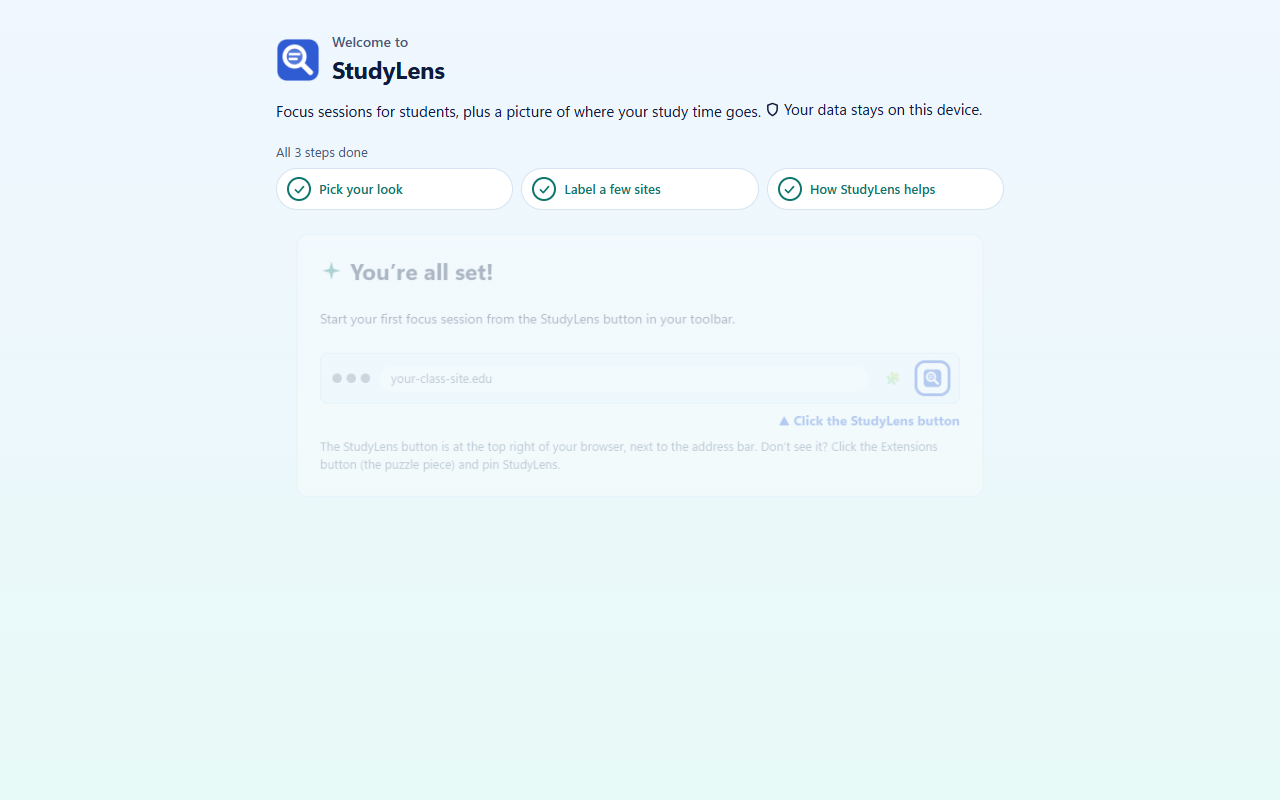 Welcome to
StudyLens
Focus sessions for students, plus a picture of where your study time goes. Your data stays on this device.
All 3 steps done
Pick your look
Label a few sites
How StudyLens helps
You’re all set!
Start your first focus session from the StudyLens button in your toolbar.
your-class-site.edu
▲ Click the StudyLens button
The StudyLens button is at the top right of your browser, next to the address bar. Don’t see it? Click the Extensions
button (the puzzle piece) and pin StudyLens.